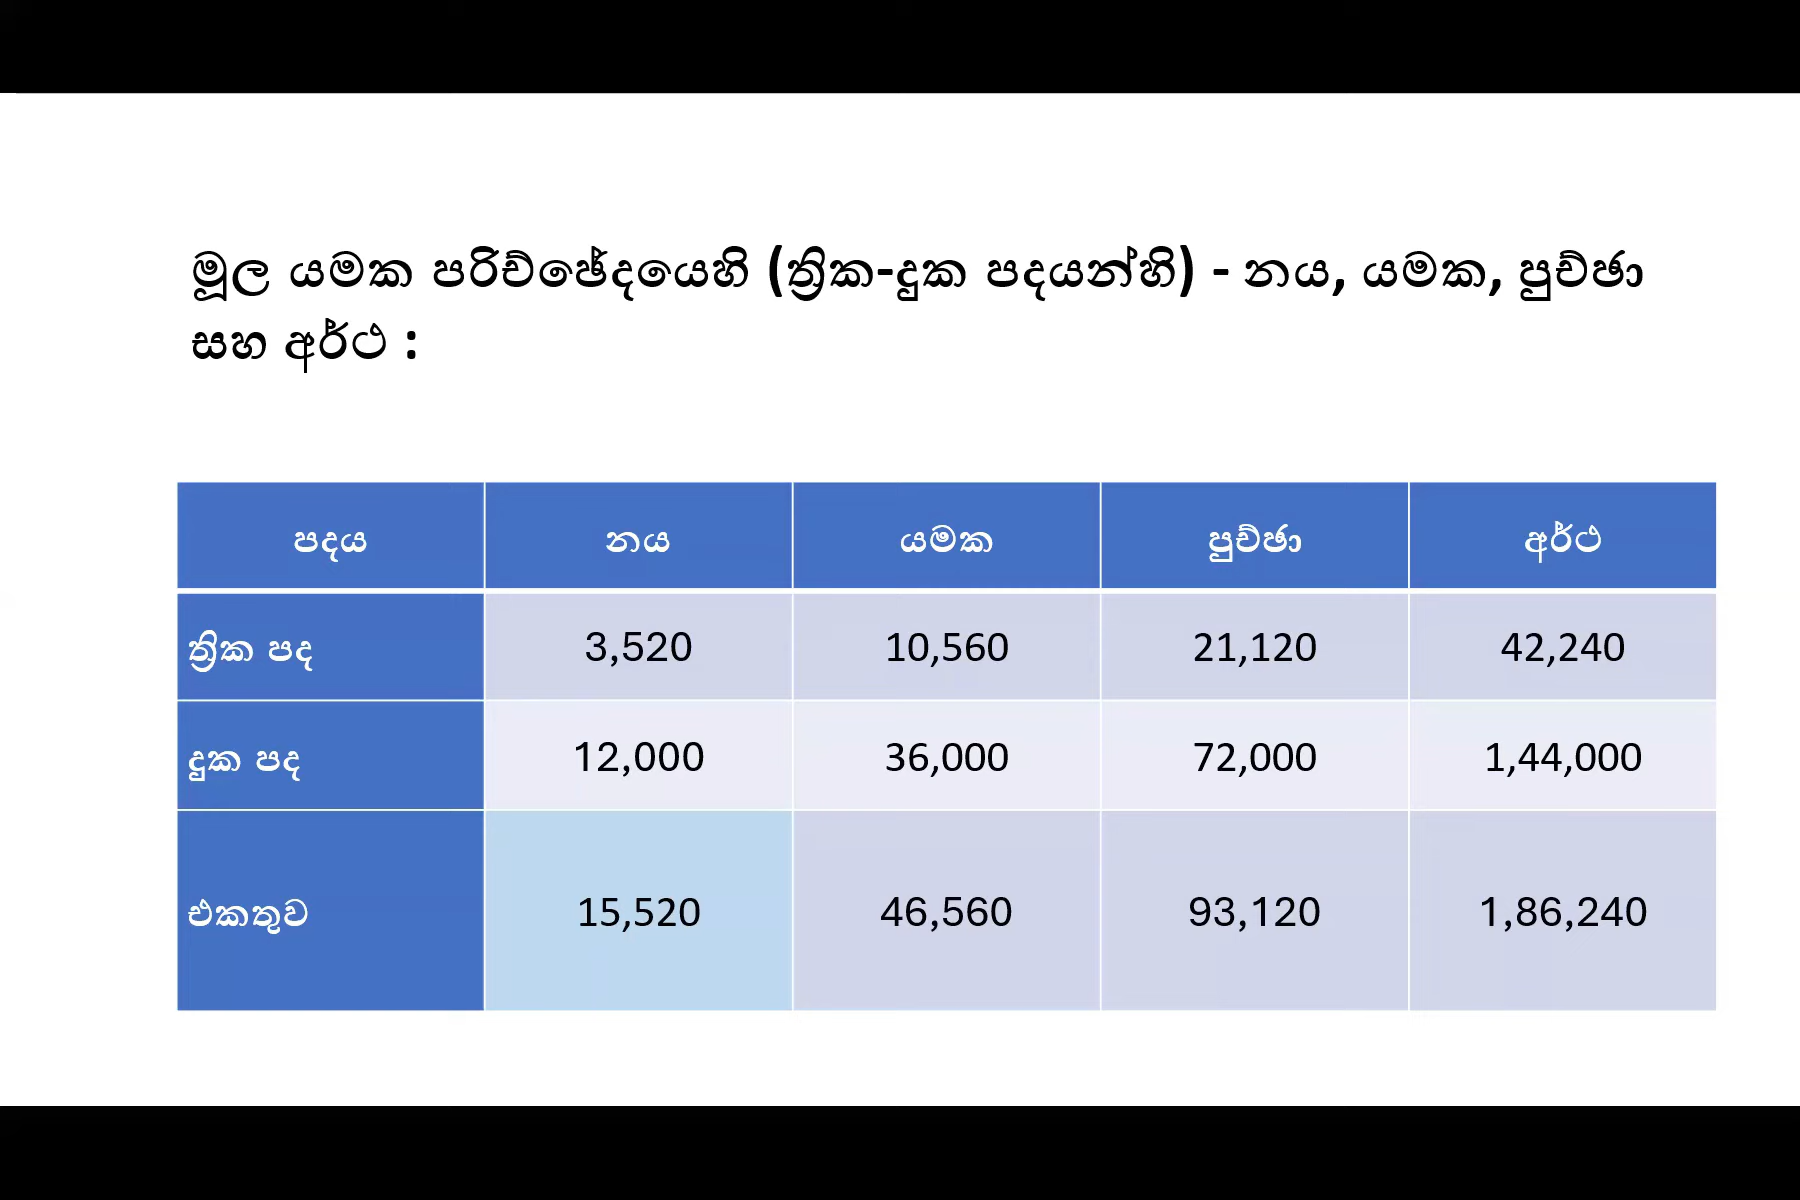 මූල යමක පරිච්ඡේදයෙහි (ත්‍රික-දුක පදයන්හි) - නය, යමක, පුච්ඡා
සහ අර්ථ :
පදය නය යමක පුච්ඡා අර්ථ
ත්‍රික පද 3,520 10,560 21,120 42,240
දුක පද 12,000 36,000 72,000 1,44,000
එකතුව 15,520 46,560 93,120 1,86,240